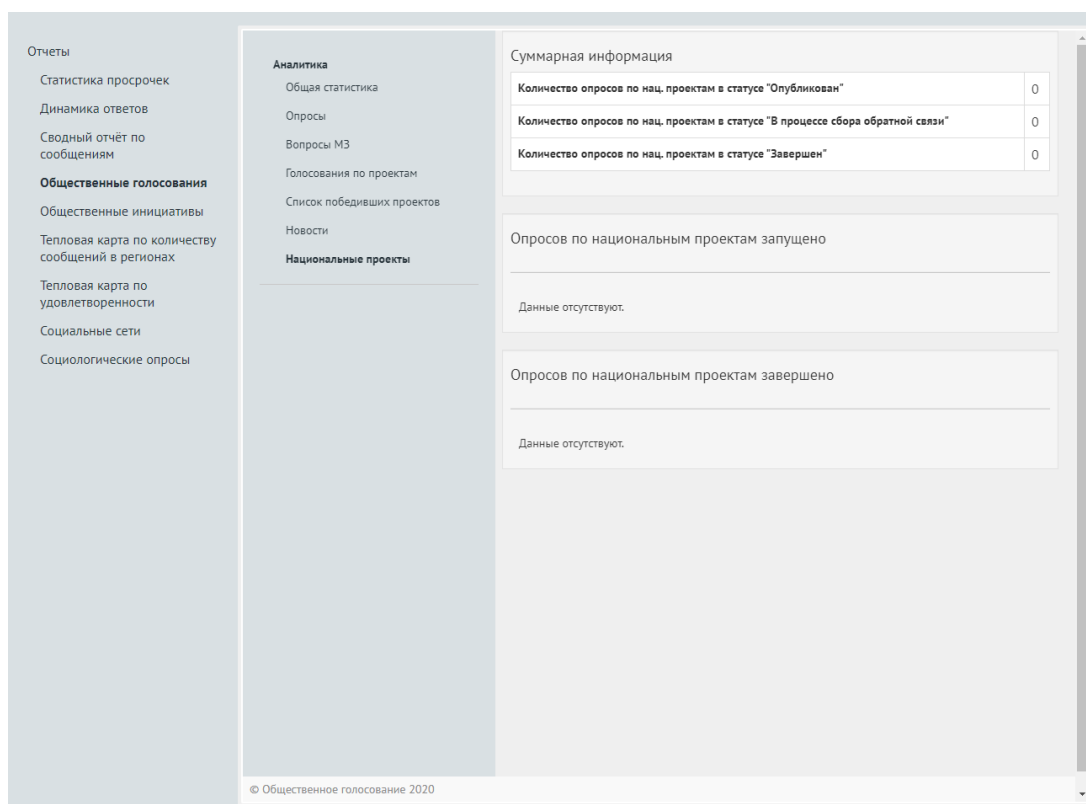 Отчеты
Статистика просрочек
Динамика ответов
Сводный отчёт по
сообщениям
Общественные голосования
Общественные инициативы
Тепловая карта по количеству
сообщений в регионах
Тепловая карта по
удовлетворенности
Социальные сети
Социологические опросы
Аналитика
Общая статистика
Опросы
Вопросы МЗ
Голосования по проектам
Список победивших проектов
Новости
Национальные проекты
Суммарная информация
Количество опросов по нац. проектам в статусе "Опубликован" 0
Количество опросов по нац. проектам в статусе "В процессе сбора обратной связи" 0
Количество опросов по нац. проектам в статусе "Завершен" 0
Опросов по национальным проектам запущено
Данные отсутствуют.
Опросов по национальным проектам завершено
Данные отсутствуют.
© Общественное голосование 2020